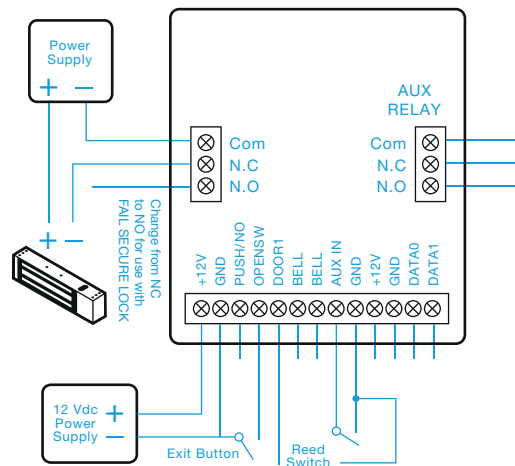 Power
Supply
+ −
AUX
RELAY
Com
N.C
N.O
Com
N.C
N.O
+ −
Change from NC
to NO for use with
FAIL SECURE LOCK
+12V
GND
PUSH/NO
OPENSW
DOOR1
BELL
BELL
AUX IN
GND
+12V
GND
DATA0
DATA1
12 Vdc +
Power
Supply −
Exit Button
Reed
Switch